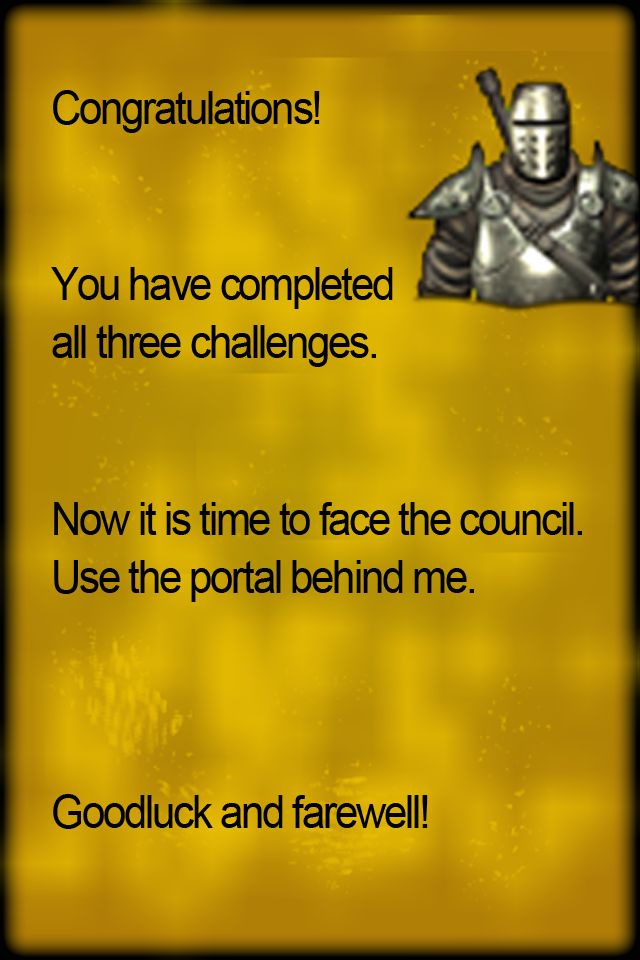 Congratulations!
You have completed
all three challenges.
Now it is time to face the council.
Use the portal behind me.
Goodluck and farewell!